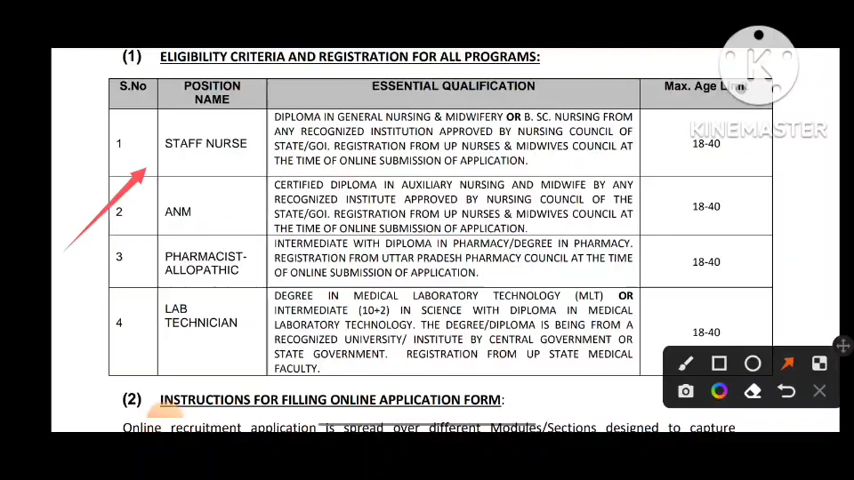 (1) ELIGIBILITY CRITERIA AND REGISTRATION FOR ALL PROGRAMS:
S.No POSITION NAME ESSENTIAL QUALIFICATION Max. Age Limit
1 STAFF NURSE
DIPLOMA IN GENERAL NURSING & MIDWIFERY OR B. SC. NURSING FROM
ANY RECOGNIZED INSTITUTION APPROVED BY NURSING COUNCIL OF
STATE/GOI. REGISTRATION FROM UP NURSES & MIDWIVES COUNCIL AT
THE TIME OF ONLINE SUBMISSION OF APPLICATION.
18-40
2 ANM
CERTIFIED DIPLOMA IN AUXILIARY NURSING AND MIDWIFE BY ANY
RECOGNIZED INSTITUTE APPROVED BY NURSING COUNCIL OF THE
STATE/GOI. REGISTRATION FROM UP NURSES & MIDWIVES COUNCIL AT
THE TIME OF ONLINE SUBMISSION OF APPLICATION.
18-40
3 PHARMACIST-
ALLOPATHIC
INTERMEDIATE WITH DIPLOMA IN PHARMACY/DEGREE IN PHARMACY.
REGISTRATION FROM UTTAR PRADESH PHARMACY COUNCIL AT THE TIME
OF ONLINE SUBMISSION OF APPLICATION.
18-40
4 LAB
TECHNICIAN
DEGREE IN MEDICAL LABORATORY TECHNOLOGY (MLT) OR
INTERMEDIATE (10+2) IN SCIENCE WITH DIPLOMA IN MEDICAL
LABORATORY TECHNOLOGY. THE DEGREE/DIPLOMA IS BEING FROM A
RECOGNIZED UNIVERSITY/ INSTITUTE BY CENTRAL GOVERNMENT OR
STATE GOVERNMENT. REGISTRATION FROM UP STATE MEDICAL
FACULTY.
18-40
(2) INSTRUCTIONS FOR FILLING ONLINE APPLICATION FORM:
Online recruitment application is spread over different Modules/Sections designed to capture
K
KINEMASTER